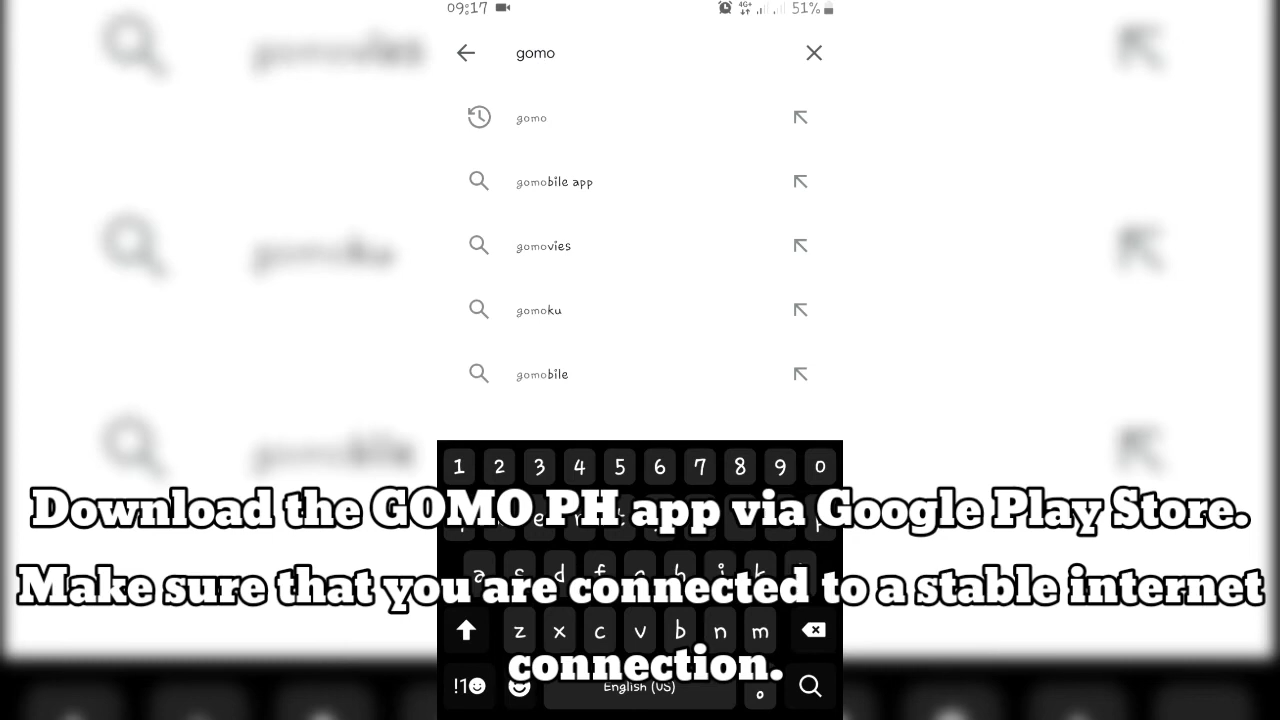 09:17 4G+ 51%
gomo
gomo
gomobile app
gomovies
gomoku
gomobile
1 2 3 4 5 6 7 8 9 0
Download the GOMO PH app via Google Play Store.
Make sure that you are connected to a stable internet
z x c v b n m
connection.
!1 English (US)